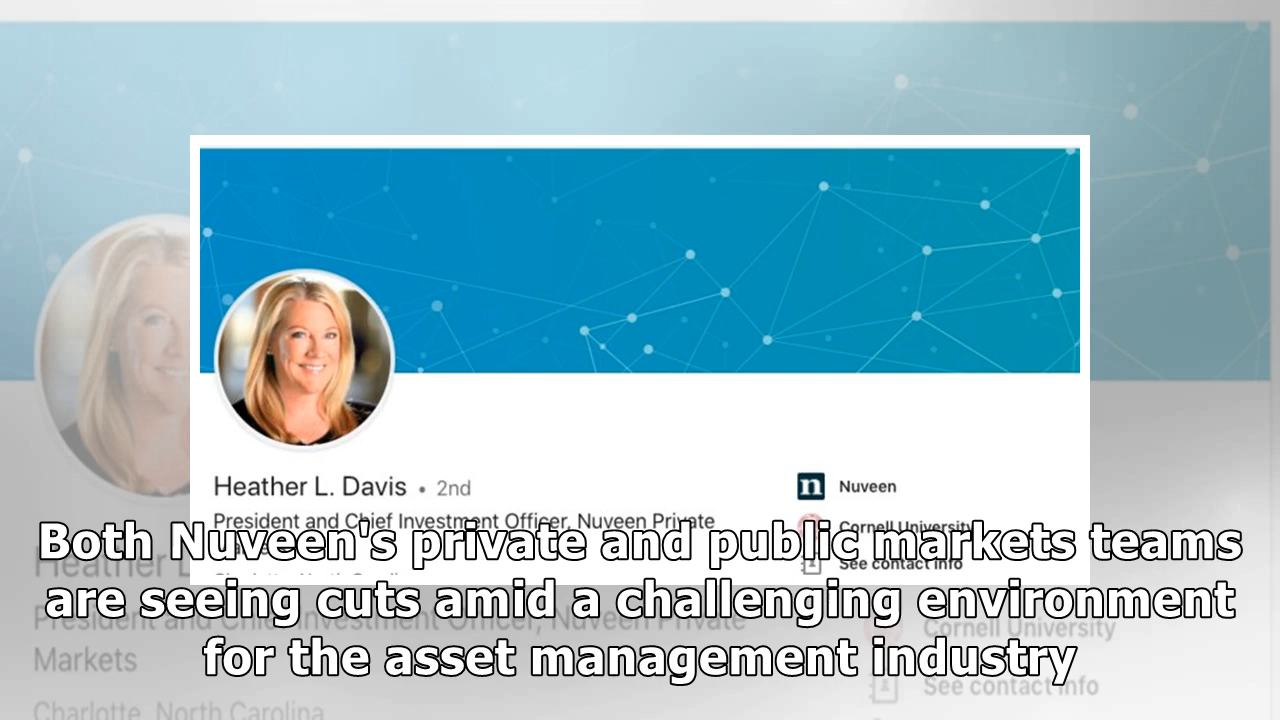 Heather L. Davis • 2nd
President and Chief Investment Officer, Nuveen Private
Nuveen
Cornell University
See contact info
Both Nuveen's private and public markets teams
are seeing cuts amid a challenging environment
for the asset management industry
Heather L
President and Chief Investment Officer, Nuveen Private
Markets
Charlotte, North Carolina
Cornell University
See contact info